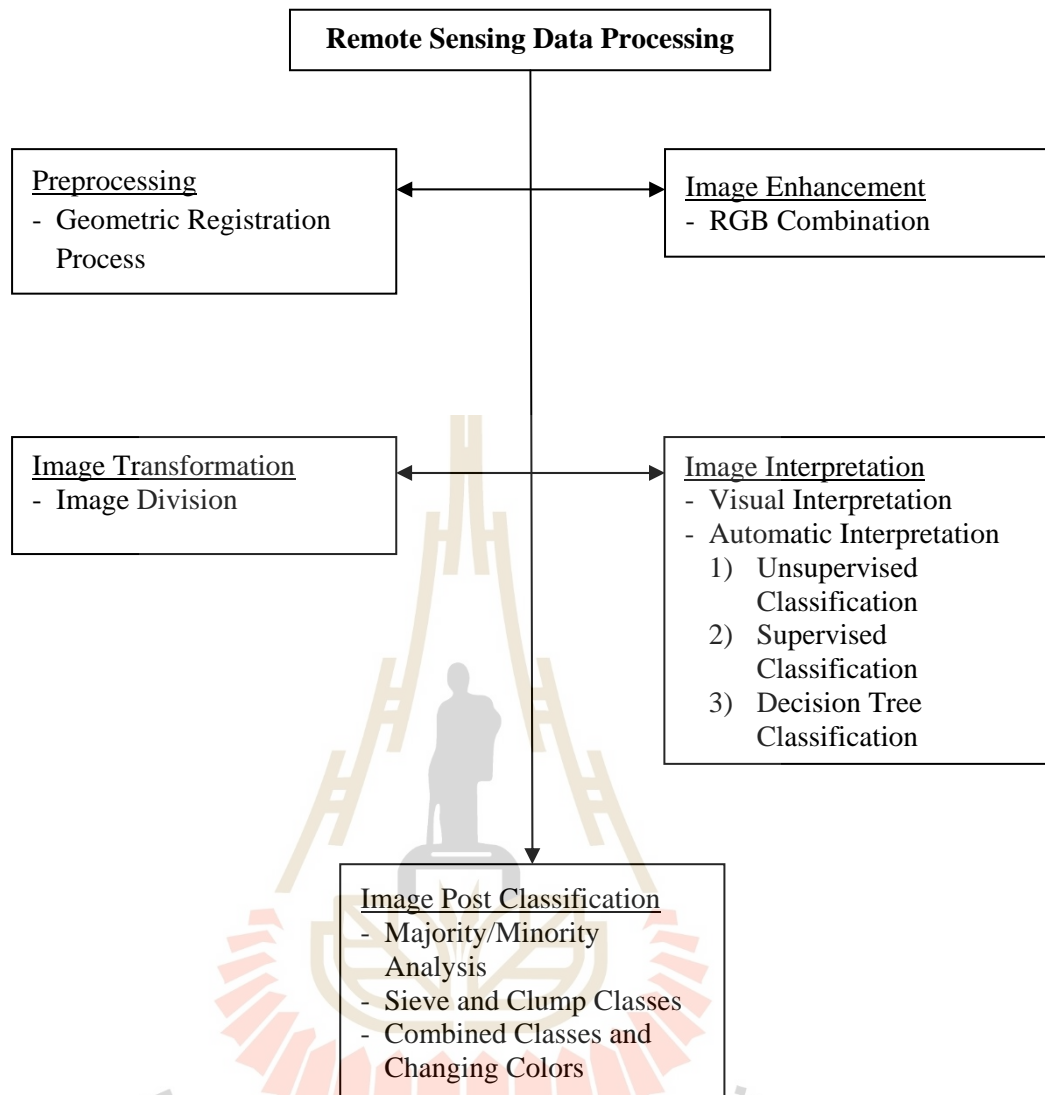 Remote Sensing Data Processing
Preprocessing
- Geometric Registration
Process
Image Enhancement
- RGB Combination
Image Transformation
- Image Division
Image Interpretation
- Visual Interpretation
- Automatic Interpretation
1) Unsupervised
Classification
2) Supervised
Classification
3) Decision Tree
Classification
Image Post Classification
- Majority/Minority
Analysis
- Sieve and Clump Classes
- Combined Classes and
Changing Colors